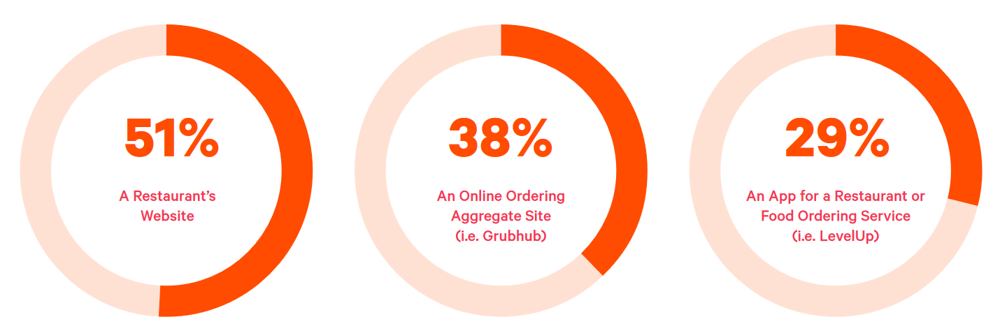 51%
A Restaurant’s
Website
38%
An Online Ordering
Aggregate Site
(i.e. Grubhub)
29%
An App for a Restaurant or
Food Ordering Service
(i.e. LevelUp)